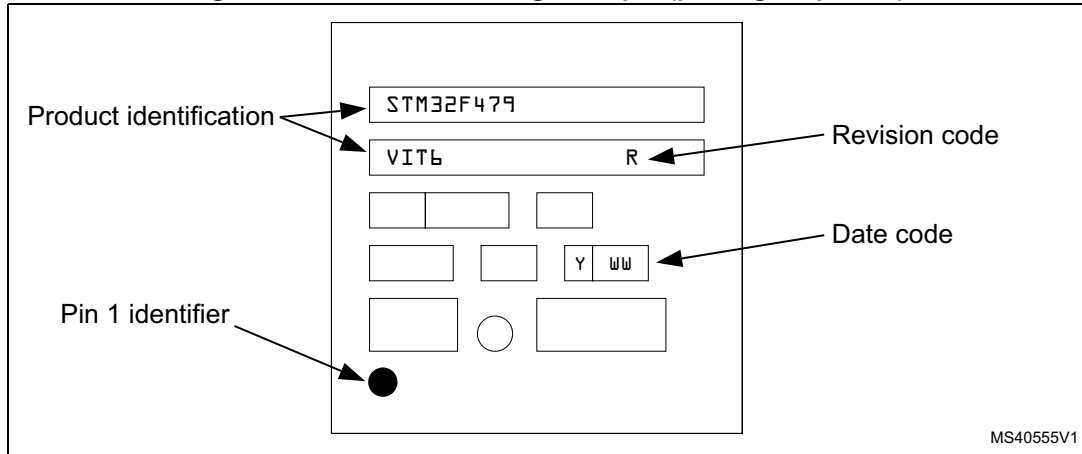 STM32F479
Product identification
VIT6 R
Revision code
Y WW
Date code
Pin 1 identifier
MS40555V1